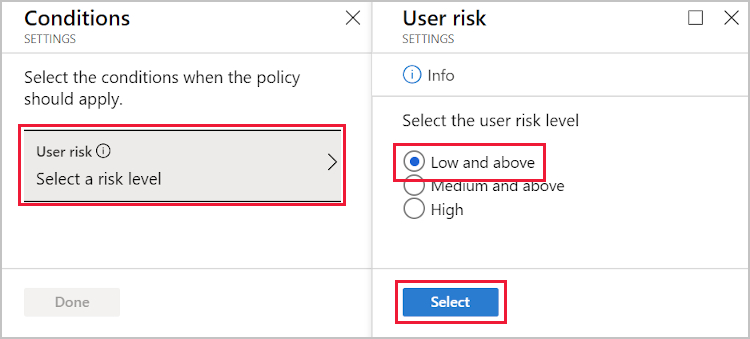 Conditions
SETTINGS
Select the conditions when the policy
should apply.
User risk
Select a risk level
Done
User risk
SETTINGS
Info
Select the user risk level
Low and above
Medium and above
High
Select